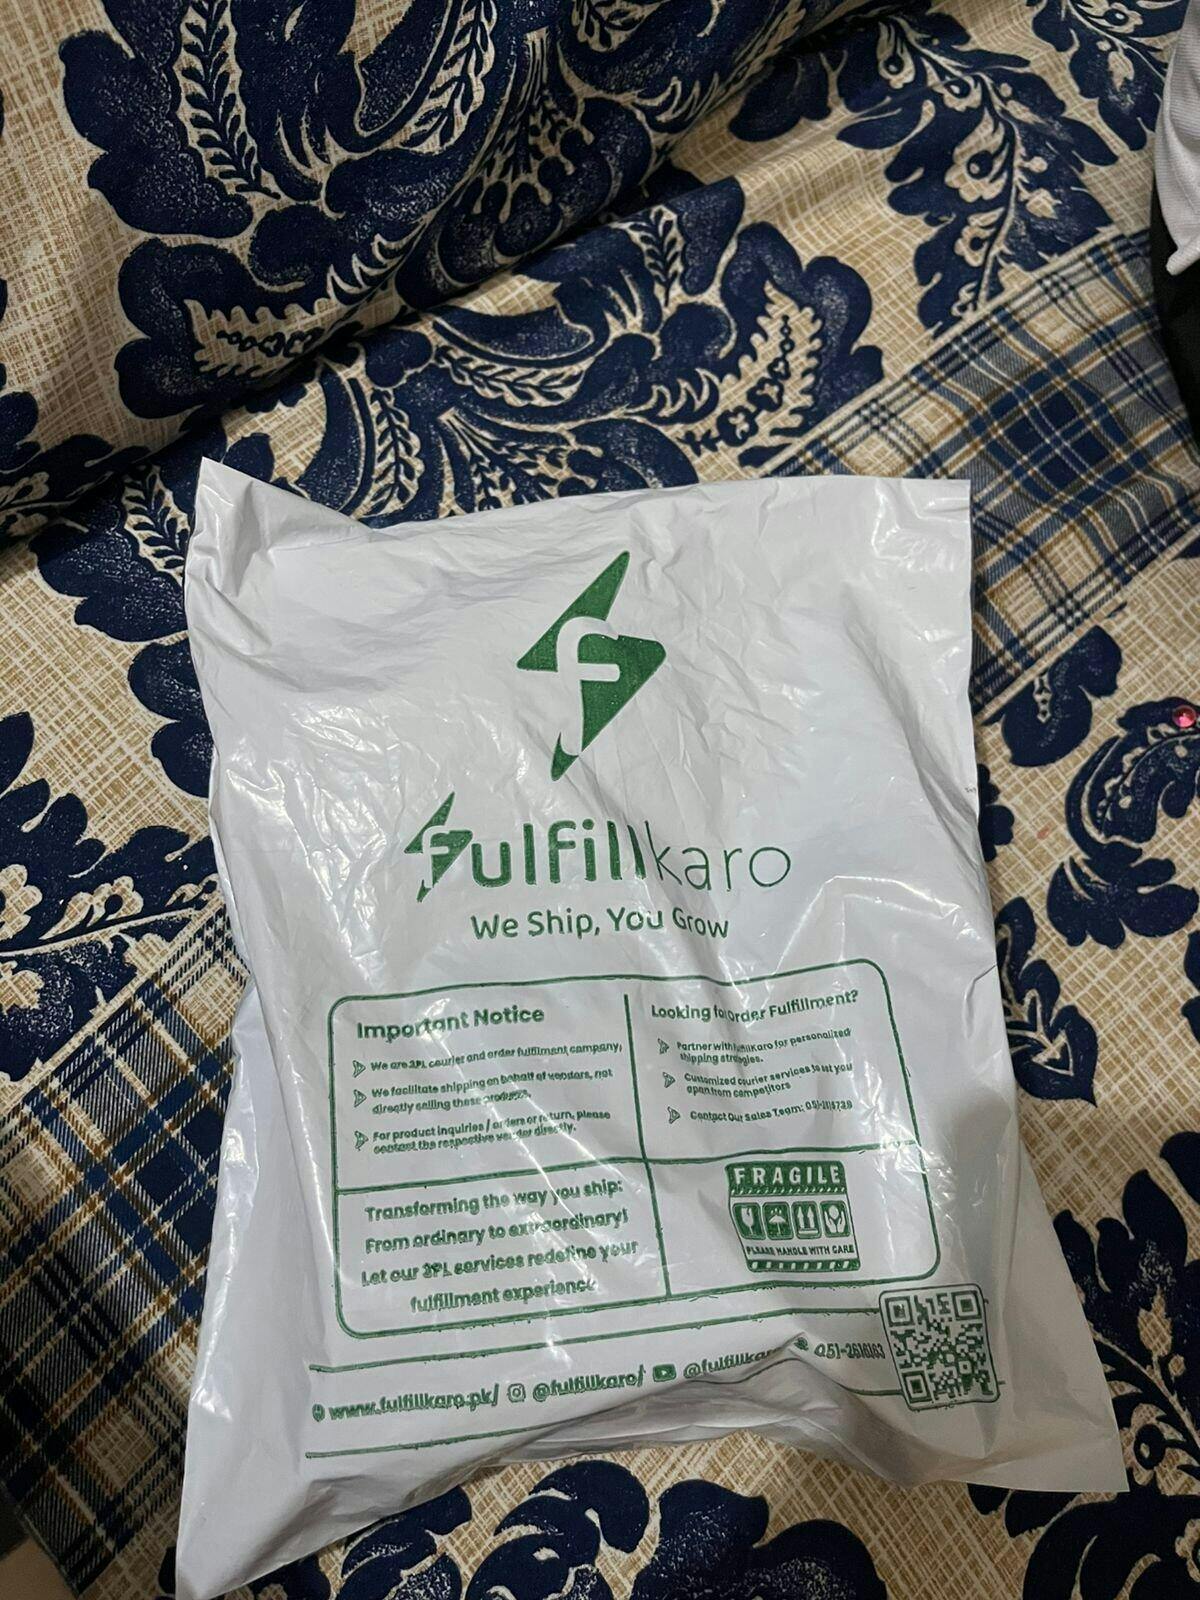 Fulfillkaro
We Ship, You Grow
Important Notice
We are 3PL courier and order fulfilment company,
We facilitate shipping on behalf of vendors, not
directly selling these products.
For product inquiries / orders or return, please
contact the respective vendor directly.
Looking for Order Fulfillment?
Partner with Fulfillkaro for personalized
shipping strategies.
Customized courier services to set you
apart from competitors
Contact Our Sales Team:
Transforming the way you ship:
From ordinary to extraordinary!
Let our 3PL services redefine your
fulfillment experience
FRAGILE
PLEASE HANDLE WITH CARE
www.fulfillkaro.pk/ @fulfillkaro/ @fulfillkaro 051-2616163